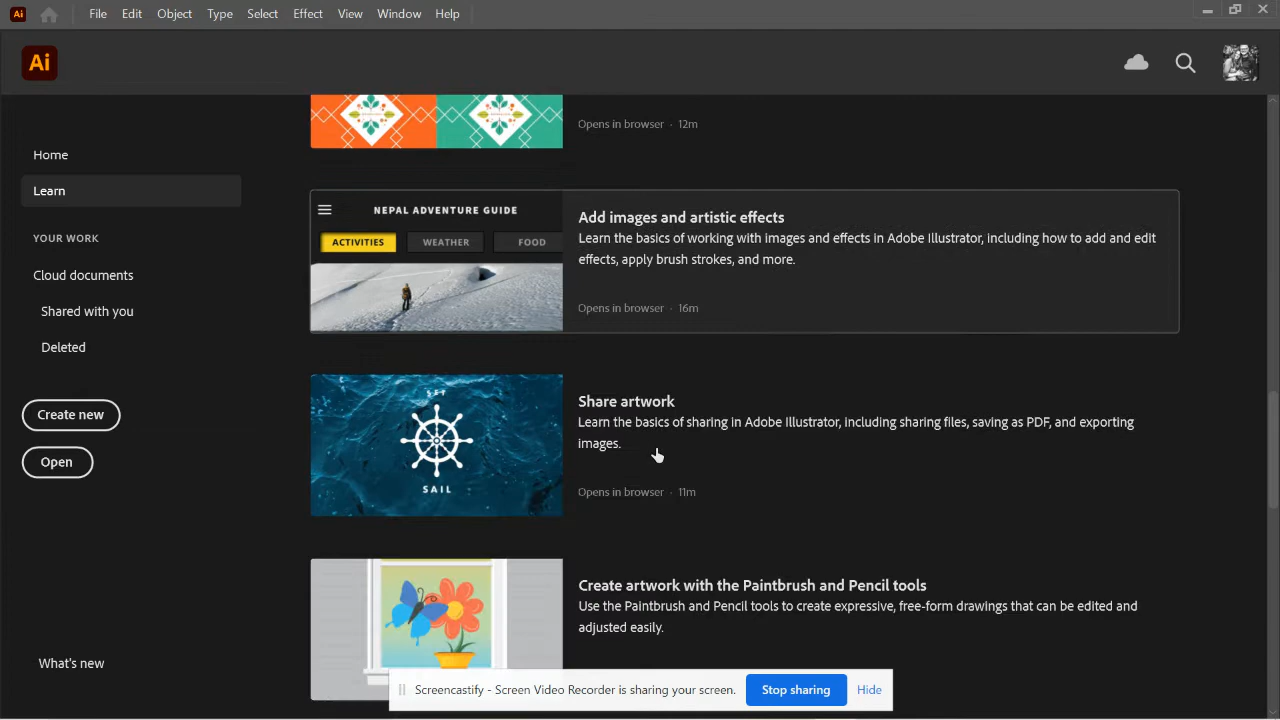 Ai File Edit Object Type Select Effect View Window Help
Ai
Home
Learn
YOUR WORK
Cloud documents
Shared with you
Deleted
Create new
Open
What's new
Opens in browser · 12m
NEPAL ADVENTURE GUIDE
ACTIVITIES WEATHER FOOD
Add images and artistic effects
Learn the basics of working with images and effects in Adobe Illustrator, including how to add and edit
effects, apply brush strokes, and more.
Opens in browser · 16m
SET
SAIL
Share artwork
Learn the basics of sharing in Adobe Illustrator, including sharing files, saving as PDF, and exporting
images.
Opens in browser · 11m
Create artwork with the Paintbrush and Pencil tools
Use the Paintbrush and Pencil tools to create expressive, free-form drawings that can be edited and
adjusted easily.
Screencastify - Screen Video Recorder is sharing your screen. Stop sharing Hide